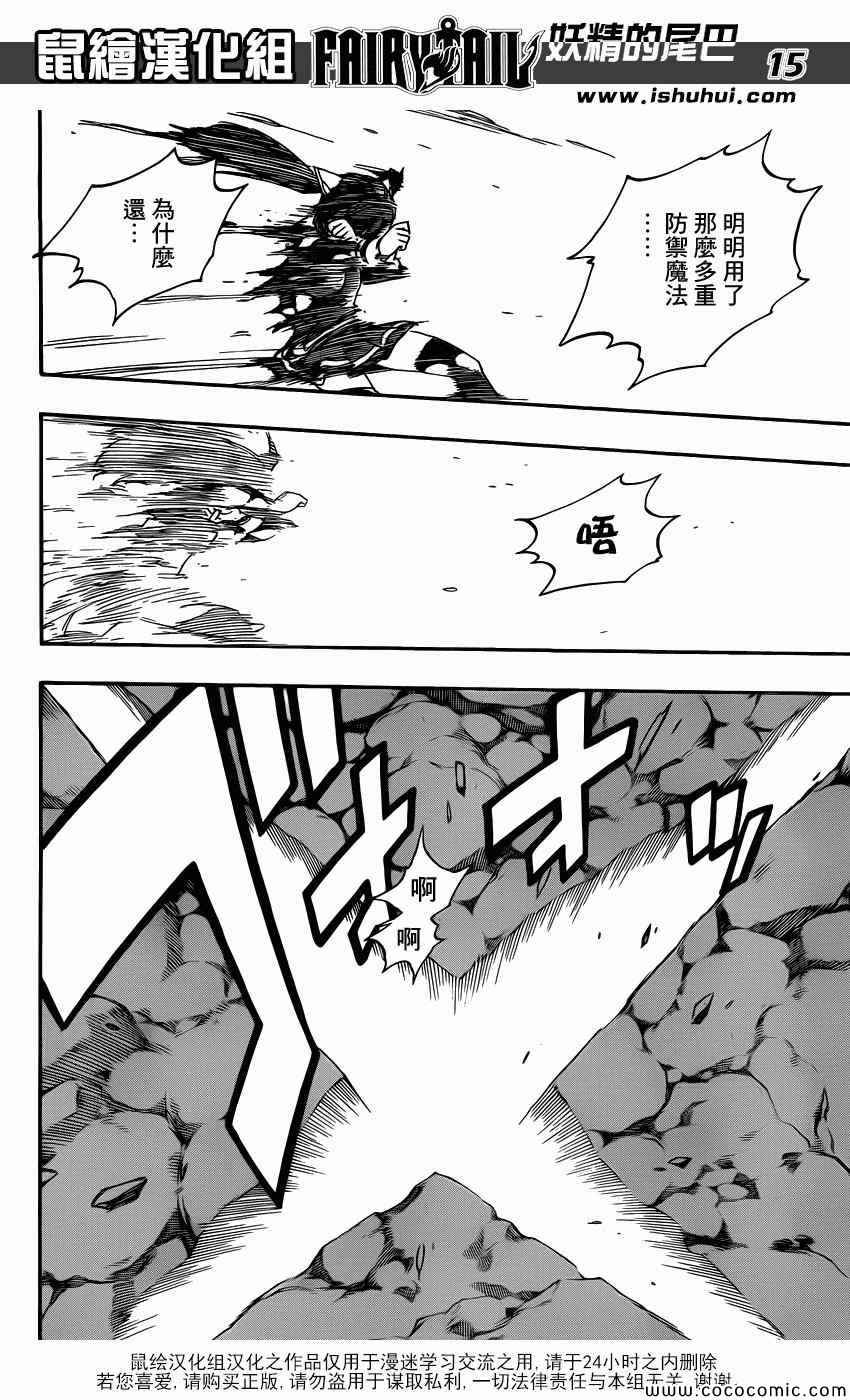 鼠繪漢化組
FAIRY TAIL
妖精的尾巴
15
www.ishuhui.com
明明用了
那麼多重
防禦魔法
……
為什麼
還…
唔
啊
啊
鼠绘汉化组汉化之作品仅用于漫迷学习交流之用, 请于24小时之内删除
若您喜爱, 请购买正版, 请勿用于谋取私利, 一切法律责任与本组无关, 谢谢.
www.cococomic.com